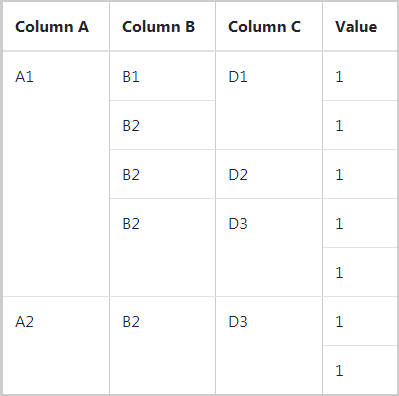 Column A Column B Column C Value
A1 B1 D1 1
B2 1
B2 D2 1
B2 D3 1
1
A2 B2 D3 1
1